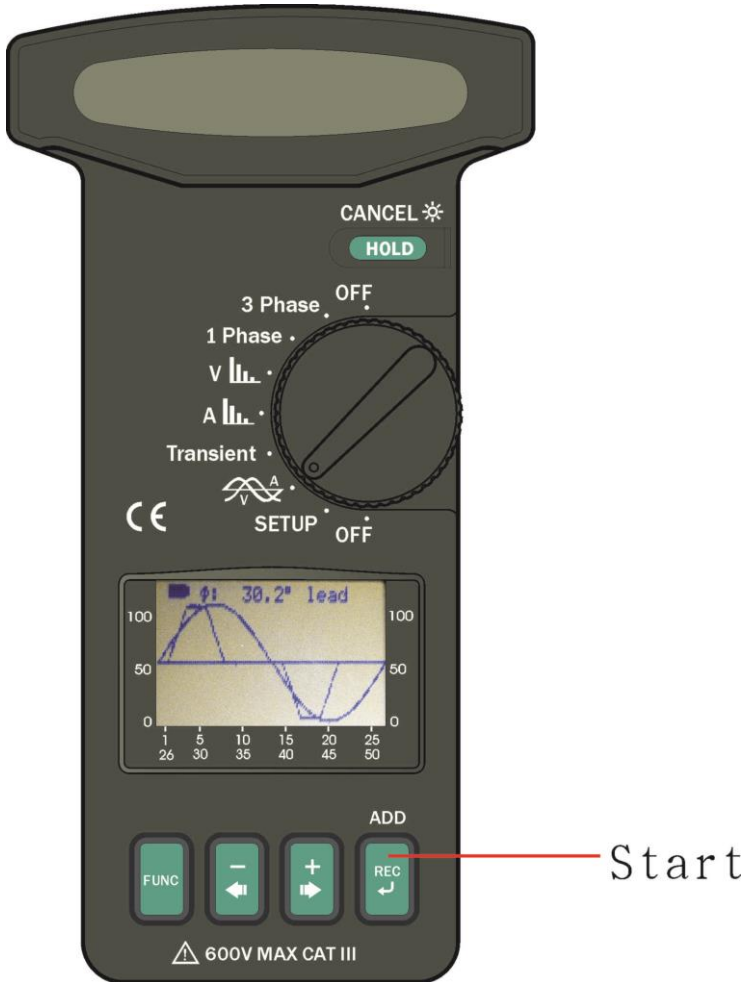 CANCEL
HOLD
OFF
3 Phase
1 Phase
V
A
Transient
A
V
SETUP
OFF
CE
φ: 30.2° lead
100 100
50 50
0 0
1 5 10 15 20 25
26 30 35 40 45 50
ADD
FUNC
−
+
REC
Start
600V MAX CAT III